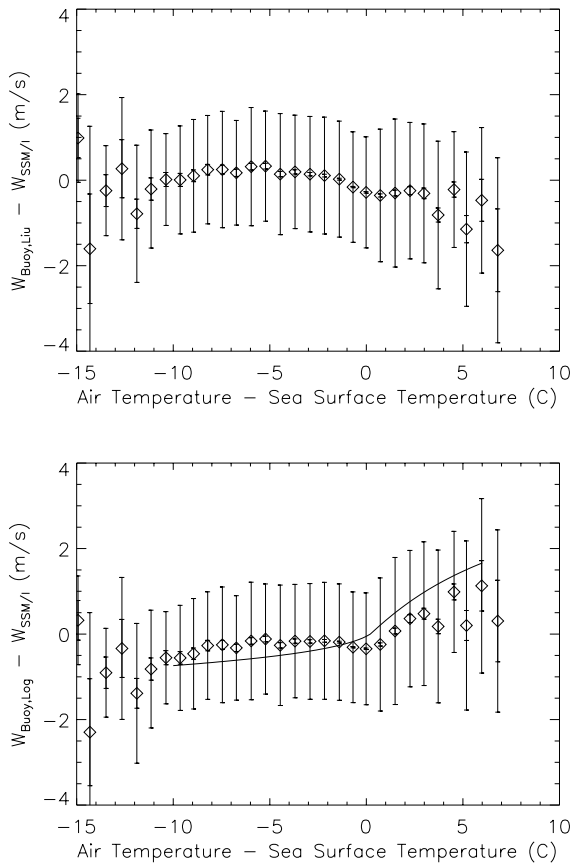 4
2
0
−2
−4
W_Buoy,Liu − W_SSM/I (m/s)
−15 −10 −5 0 5 10
Air Temperature − Sea Surface Temperature (C)
4
2
0
−2
−4
W_Buoy,Log − W_SSM/I (m/s)
−15 −10 −5 0 5 10
Air Temperature − Sea Surface Temperature (C)